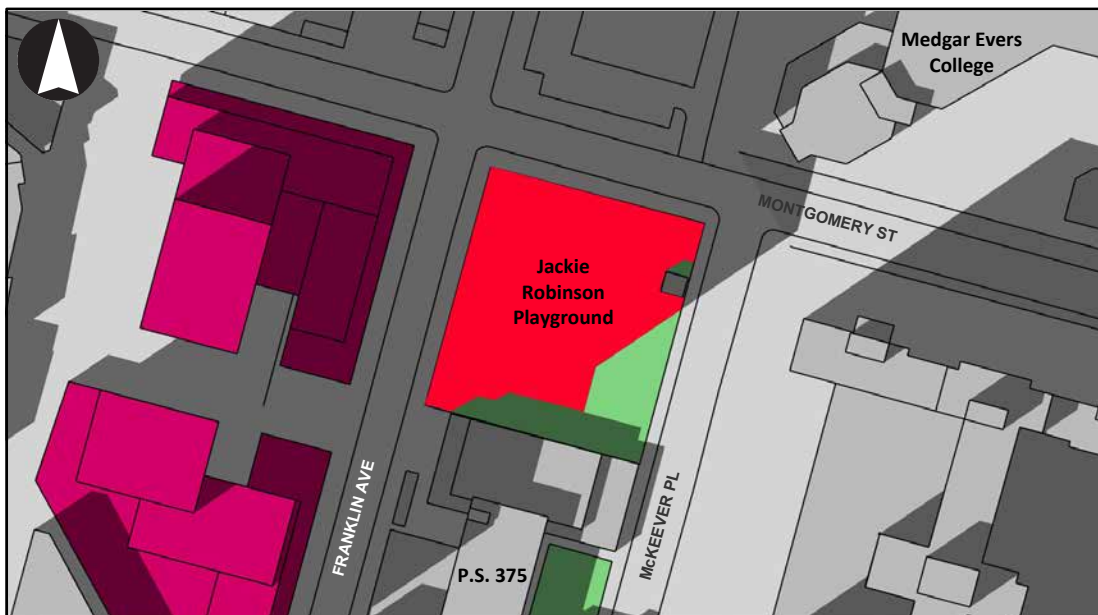 Medgar Evers
College
MONTGOMERY ST
Jackie
Robinson
Playground
FRANKLIN AVE
McKEEVER PL
P.S. 375